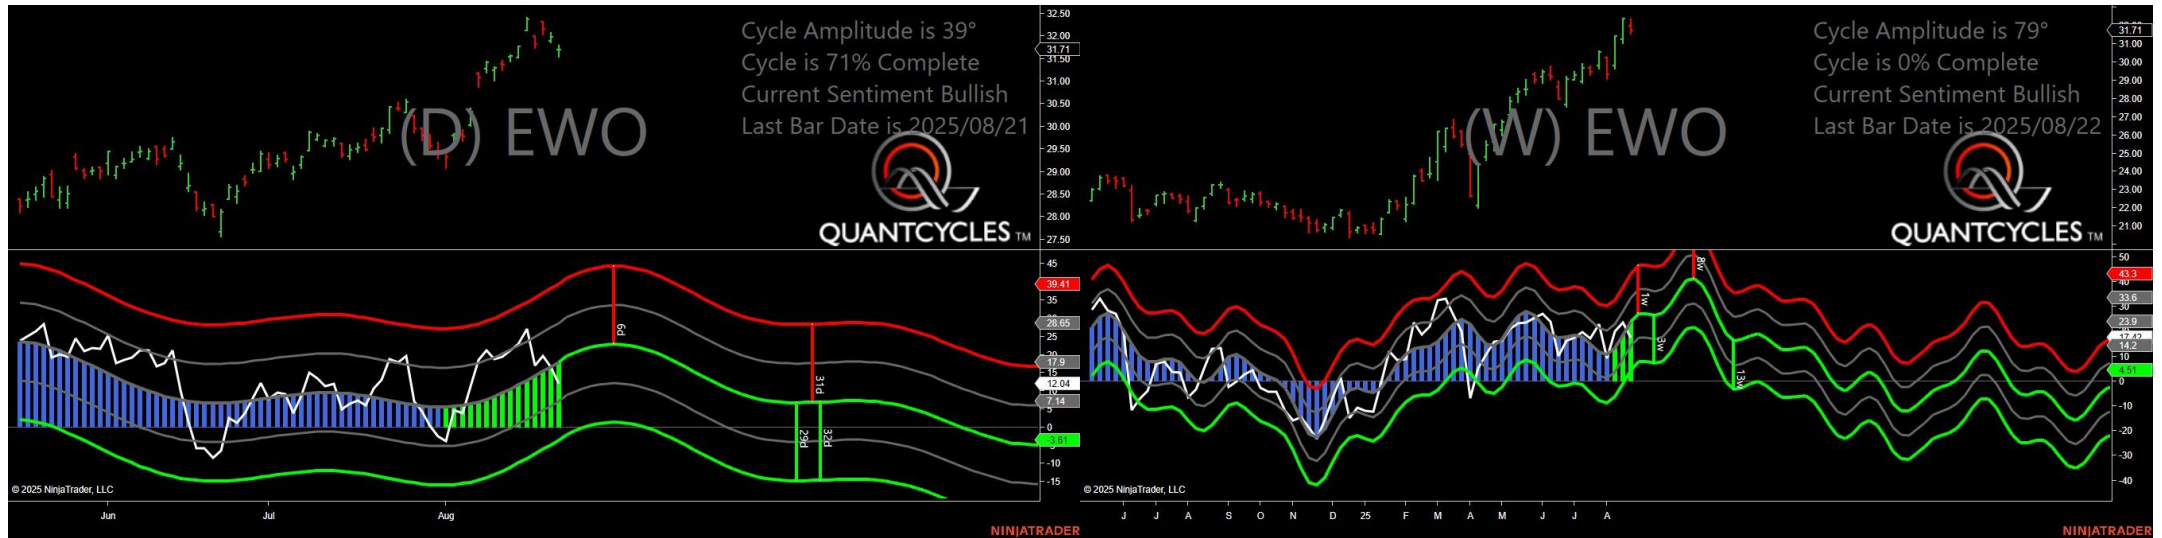 Cycle Amplitude is 39°
Cycle is 71% Complete
Current Sentiment Bullish
Last Bar Date is 2025/08/21
(D) EWO
QUANTCYCLES TM
32.50
32.00
31.71
31.50
31.00
30.50
30.00
29.50
29.00
28.50
28.00
27.50
45
39.41
35
28.65
25
17.9
15
12.04
7.14
5
0
-3.61
-10
-15
6d
31d
29d
32d
© 2025 NinjaTrader, LLC
Jun
Jul
Aug
NINJATRADER
Cycle Amplitude is 79°
Cycle is 0% Complete
Current Sentiment Bullish
Last Bar Date is 2025/08/22
(W) EWO
QUANTCYCLES TM
31.71
31.00
30.00
29.00
28.00
27.00
26.00
25.00
24.00
23.00
22.00
21.00
50
43.3
40
33.6
30
23.9
17.42
14.2
10
4.51
0
-10
-20
-30
-40
1w
8w
3w
13w
© 2025 NinjaTrader, LLC
J
J
A
S
O
N
D
25
F
M
A
M
J
J
A
NINJATRADER